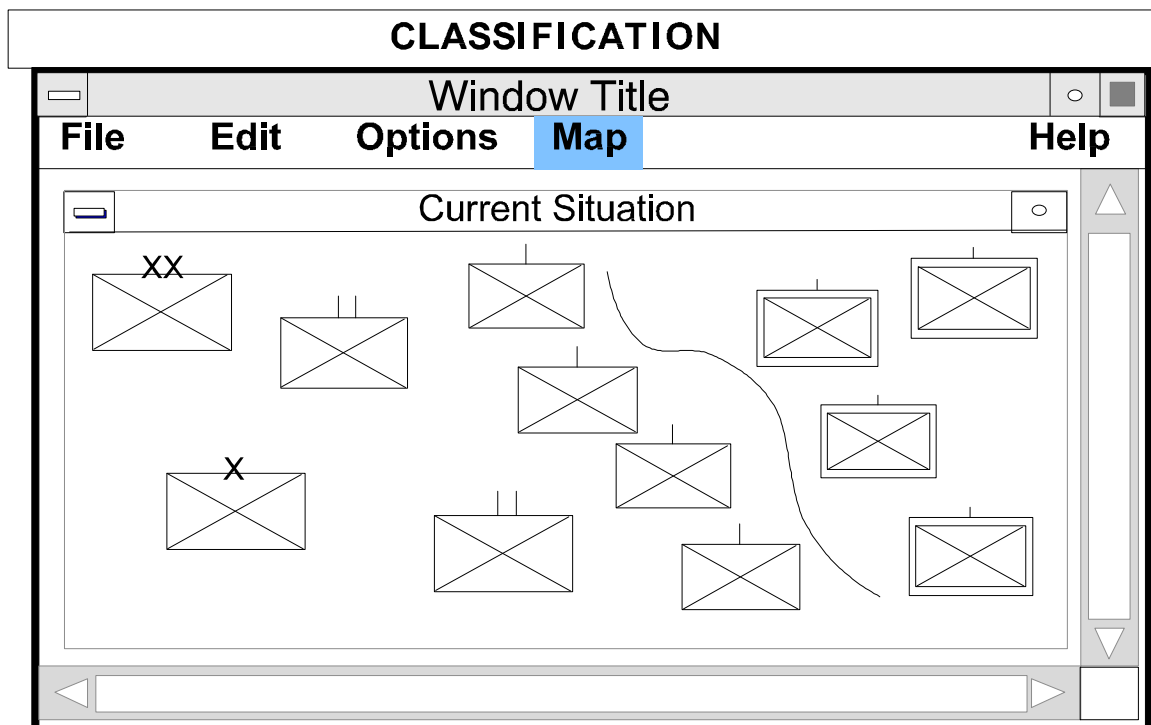 CLASSIFICATION
Window Title
File Edit Options Map Help
Current Situation
XX
X